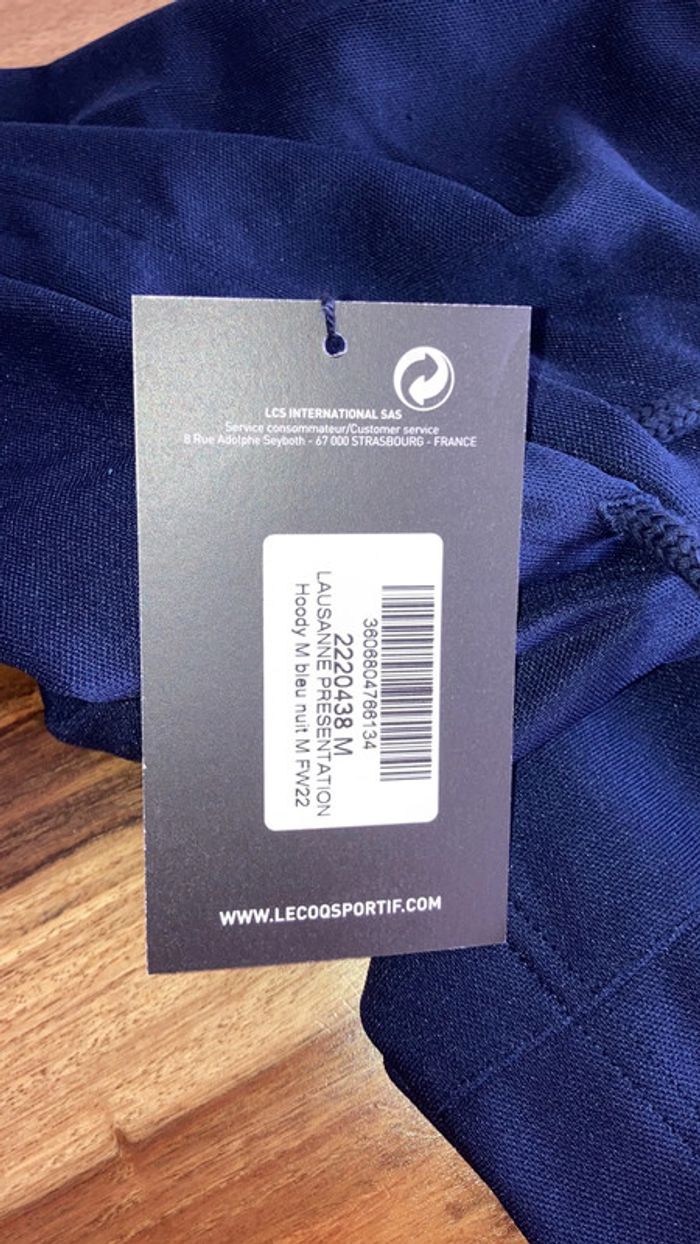 LCS INTERNATIONAL SAS
Service consommateur/Customer service
8 Rue Adolphe Seyboth - 67 000 STRASBOURG - FRANCE
3606804766134
2220438 M
LAUSANNE PRESENTATION
Hoody M bleu nuit M FW22
WWW.LECOQSPORTIF.COM